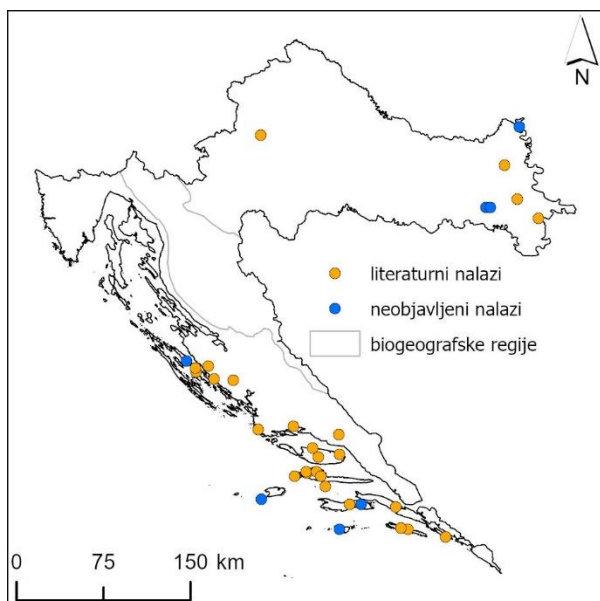 N
literaturni nalazi
neobjavljeni nalazi
biogeografske regije
0 75 150 km